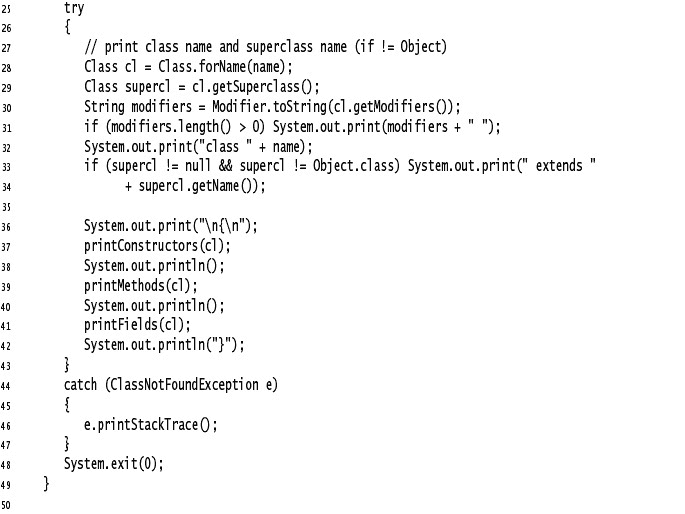 25 try
26 {
27 // print class name and superclass name (if != Object)
28 Class cl = Class.forName(name);
29 Class supercl = cl.getSuperclass();
30 String modifiers = Modifier.toString(cl.getModifiers());
31 if (modifiers.length() > 0) System.out.print(modifiers + " ");
32 System.out.print("class " + name);
33 if (supercl != null && supercl != Object.class) System.out.print(" extends "
34 + supercl.getName());
35
36 System.out.print("\n{\n");
37 printConstructors(cl);
38 System.out.println();
39 printMethods(cl);
40 System.out.println();
41 printFields(cl);
42 System.out.println("}");
43 }
44 catch (ClassNotFoundException e)
45 {
46 e.printStackTrace();
47 }
48 System.exit(0);
49 }
50